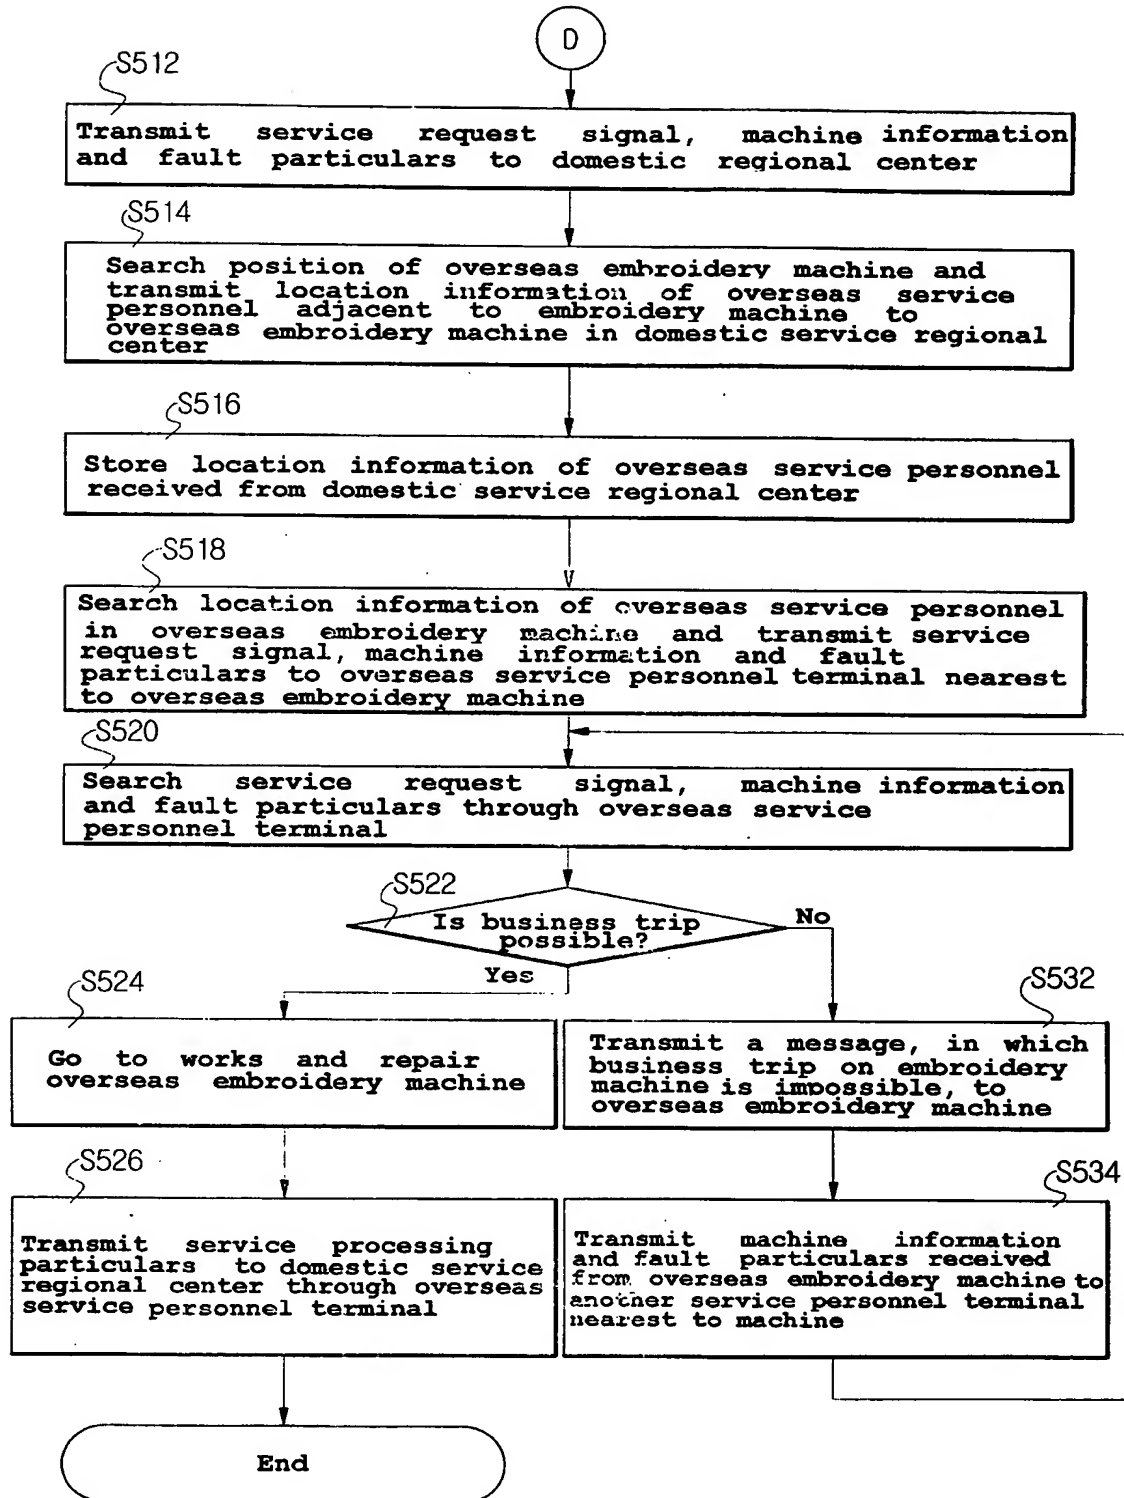 D
S512
Transmit service request signal, machine information
and fault particulars to domestic regional center
S514
Search position of overseas embroidery machine and
transmit location information of overseas service
personnel adjacent to embroidery machine to
overseas embroidery machine in domestic service regional
center
S516
Store location information of overseas service personnel
received from domestic service regional center
S518
Search location information of overseas service personnel
in overseas embroidery machine and transmit service
request signal, machine information and fault
particulars to overseas service personnel terminal nearest
to overseas embroidery machine
S520
Search service request signal, machine information
and fault particulars through overseas service
personnel terminal
S522
Is business trip
possible?
No
Yes
S524
Go to works and repair
overseas embroidery machine
S532
Transmit a message, in which
business trip on embroidery
machine is impossible, to
overseas embroidery machine
S526
Transmit service processing
particulars to domestic service
regional center through overseas
service personnel terminal
S534
Transmit machine information
and fault particulars received
from overseas embroidery machine to
another service personnel terminal
nearest to machine
End